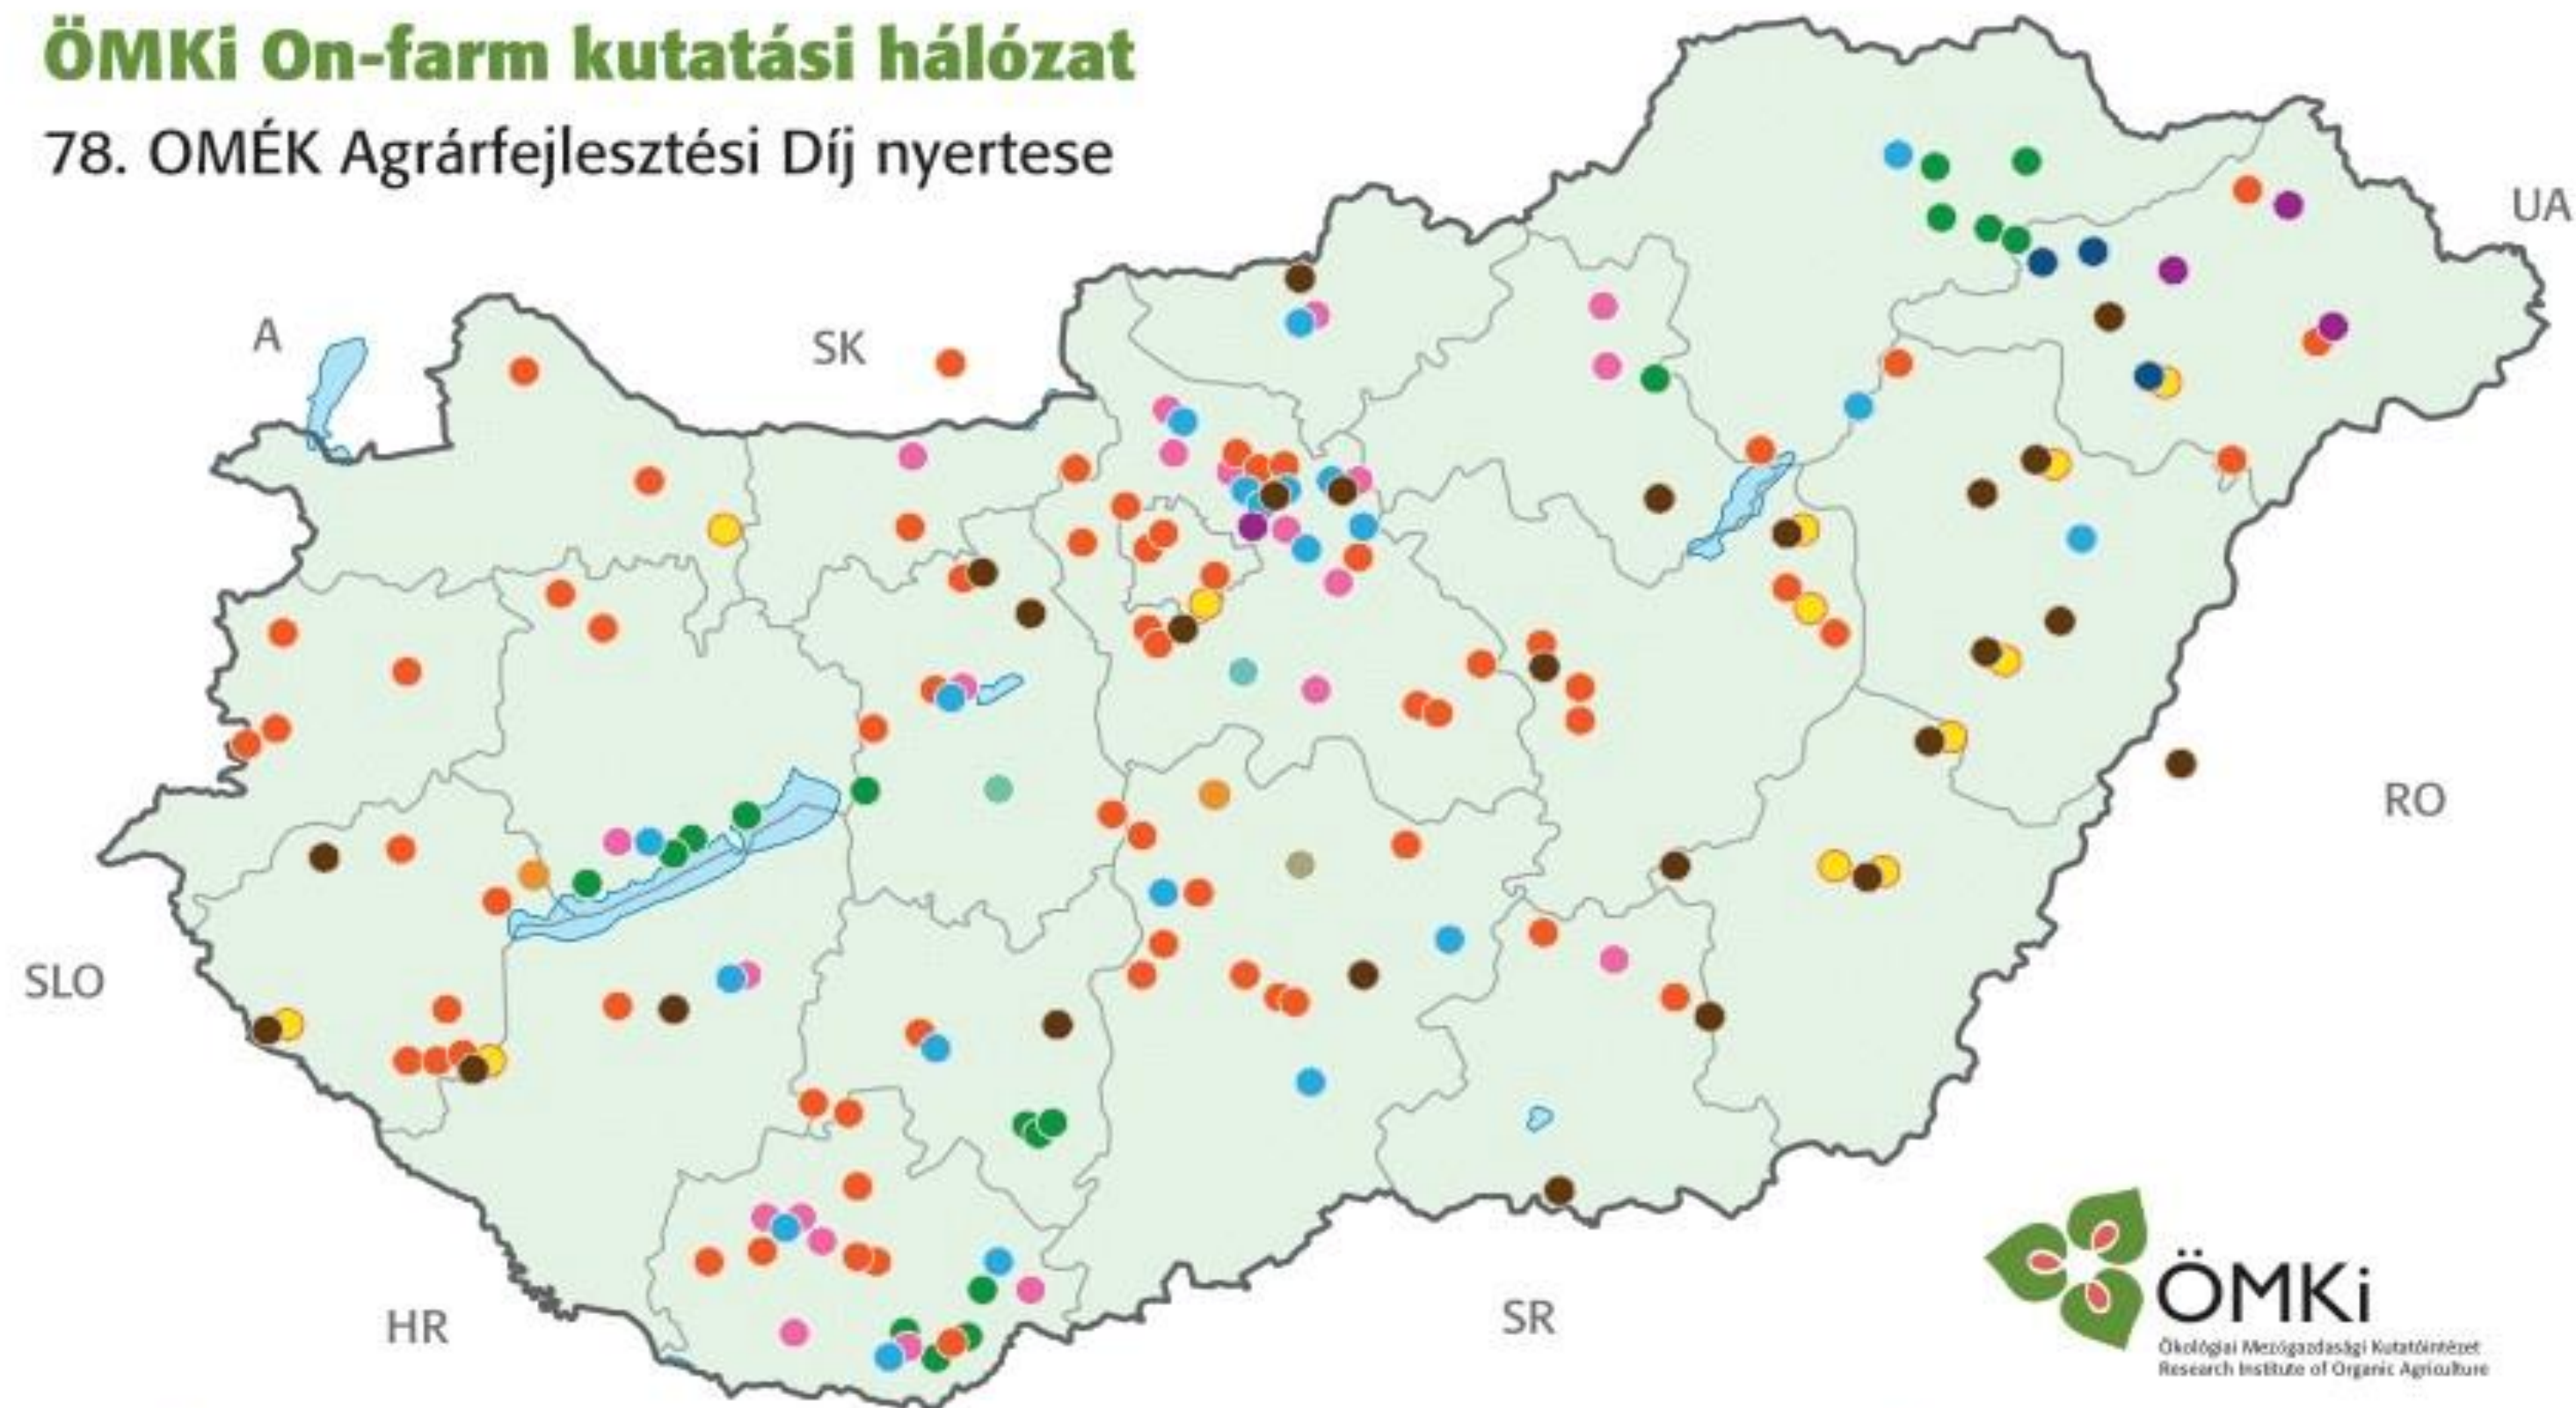 ÖMKi On-farm kutatási hálózat
78. OMÉK Agrárfejlesztési Díj nyertese
UA
A
SK
RO
SLO
HR
SR
ÖMKi
Ökológiai Mezőgazdasági Kutatóintézet
Research Institute of Organic Agriculture